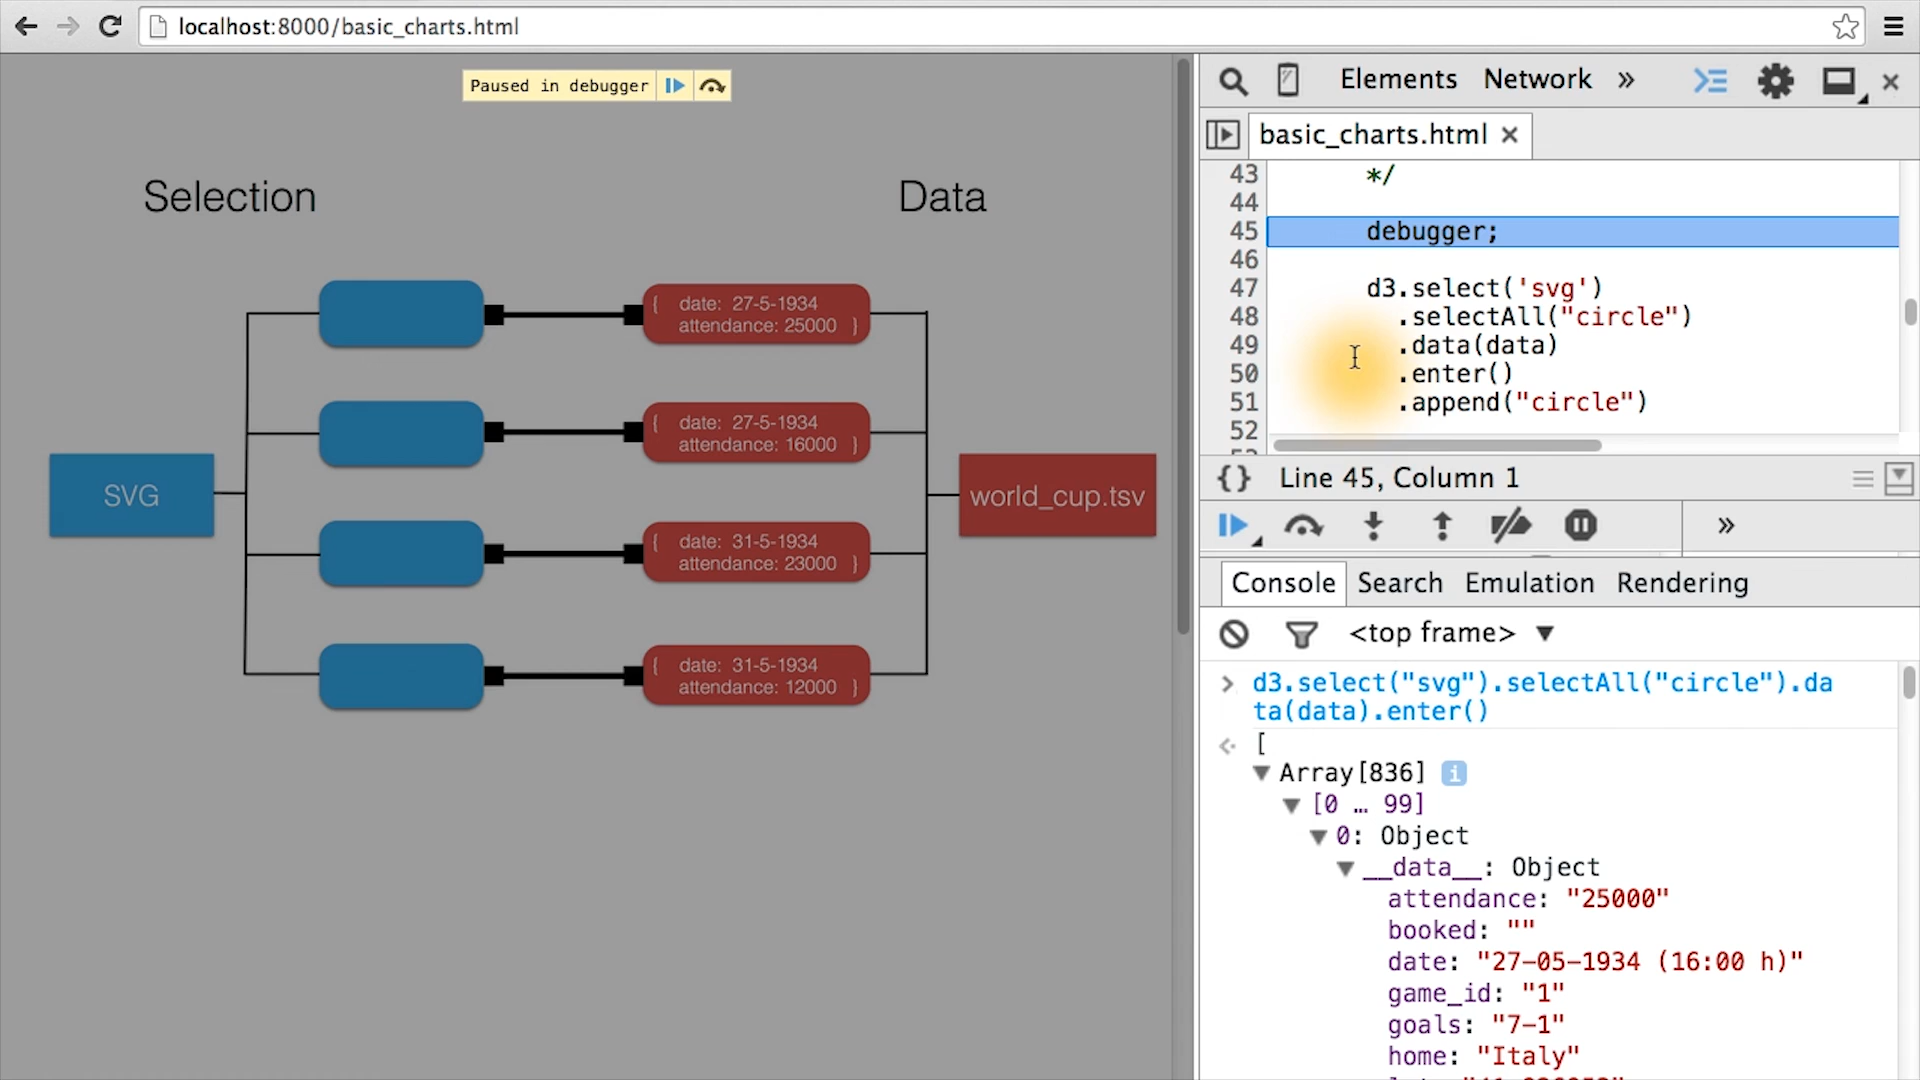 localhost:8000/basic_charts.html
Paused in debugger
Selection
Data
{ date: 27-5-1934
attendance: 25000 }
{ date: 27-5-1934
attendance: 16000 }
SVG
world_cup.tsv
{ date: 31-5-1934
attendance: 23000 }
{ date: 31-5-1934
attendance: 12000 }
Elements Network »
basic_charts.html ×
43 */
44
45 debugger;
46
47 d3.select('svg')
48 .selectAll("circle")
49 .data(data)
50 .enter()
51 .append("circle")
52
{} Line 45, Column 1
»
Console Search Emulation Rendering
<top frame> ▼
> d3.select("svg").selectAll("circle").da
ta(data).enter()
[
▼ Array[836] i
▼ [0 … 99]
▼ 0: Object
▼ __data__: Object
attendance: "25000"
booked: ""
date: "27-05-1934 (16:00 h)"
game_id: "1"
goals: "7-1"
home: "Italy"